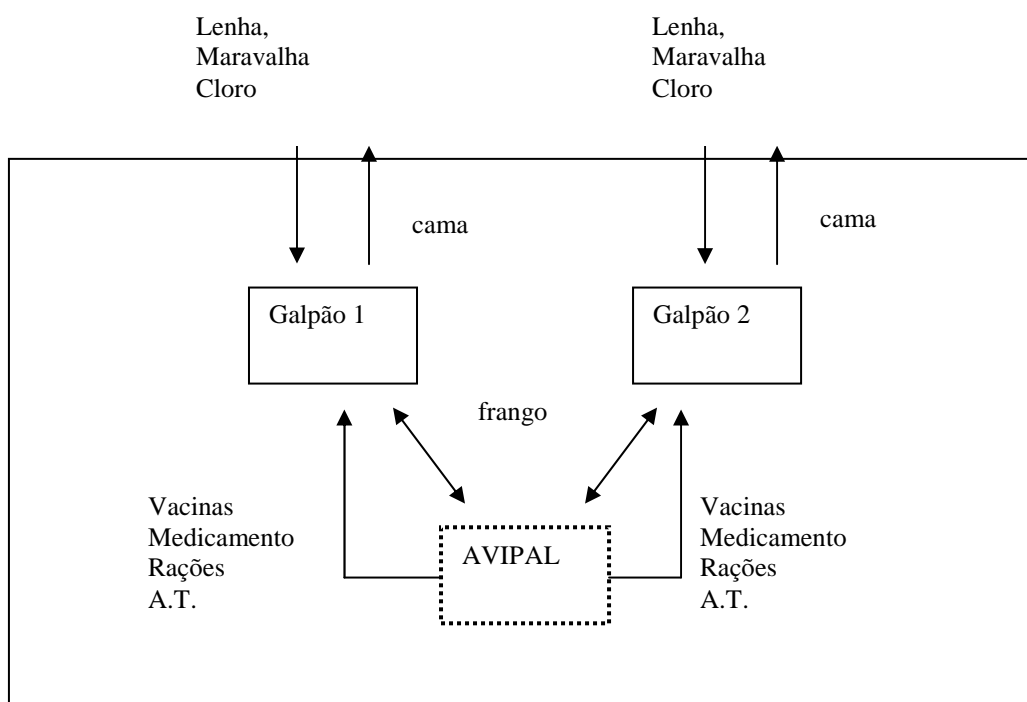 Lenha,
Maravalha
Cloro
Lenha,
Maravalha
Cloro
cama
cama
Galpão 1
Galpão 2
frango
Vacinas
Medicamento
Rações
A.T.
AVIPAL
Vacinas
Medicamento
Rações
A.T.